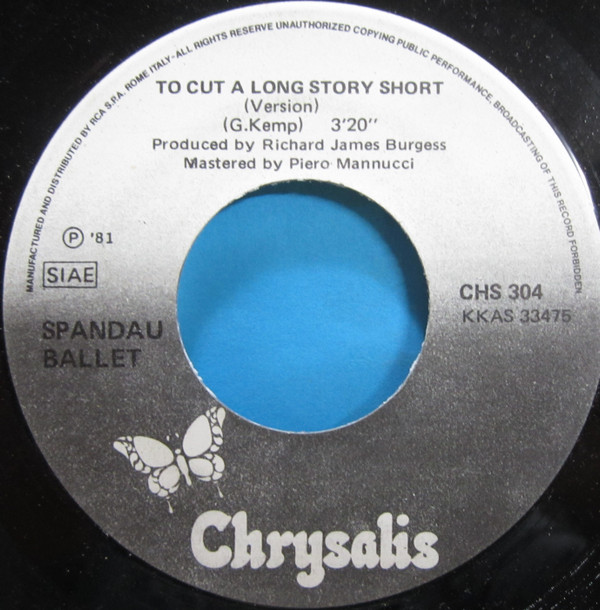 MANUFACTURED AND DISTRIBUTED BY RCA S.P.A. ROME ITALY-ALL RIGHTS RESERVE UNAUTHORIZED COPYING PUBLIC PERFORMANCE, BROADCASTING OF THIS RECORD FORBIDDEN
TO CUT A LONG STORY SHORT
(Version)
(G.Kemp) 3'20''
Produced by Richard James Burgess
Mastered by Piero Mannucci
Ⓟ '81
SIAE
CHS 304
KKAS 33475
SPANDAU
BALLET
Chrysalis